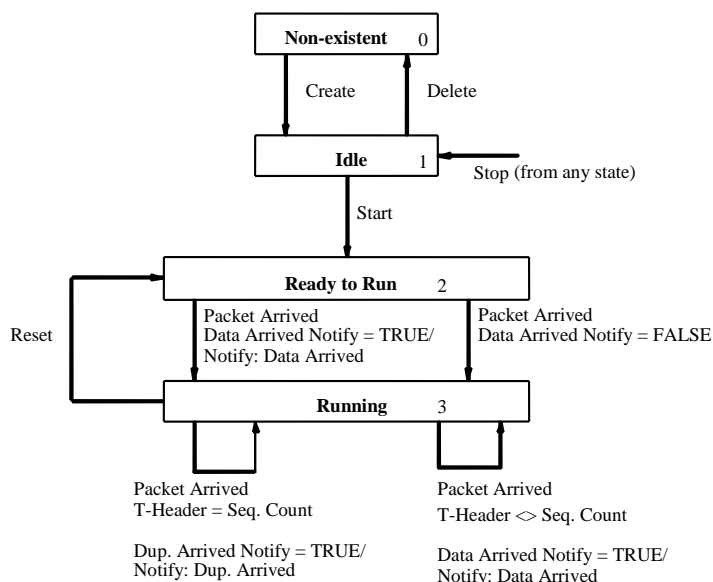 Non-existent 0
Create
Delete
Idle 1
Stop (from any state)
Start
Ready to Run 2
Reset
Packet Arrived
Data Arrived Notify = TRUE/
Notify: Data Arrived
Packet Arrived
Data Arrived Notify = FALSE
Running 3
Packet Arrived
T-Header = Seq. Count
Dup. Arrived Notify = TRUE/
Notify: Dup. Arrived
Packet Arrived
T-Header <> Seq. Count
Data Arrived Notify = TRUE/
Notify: Data Arrived